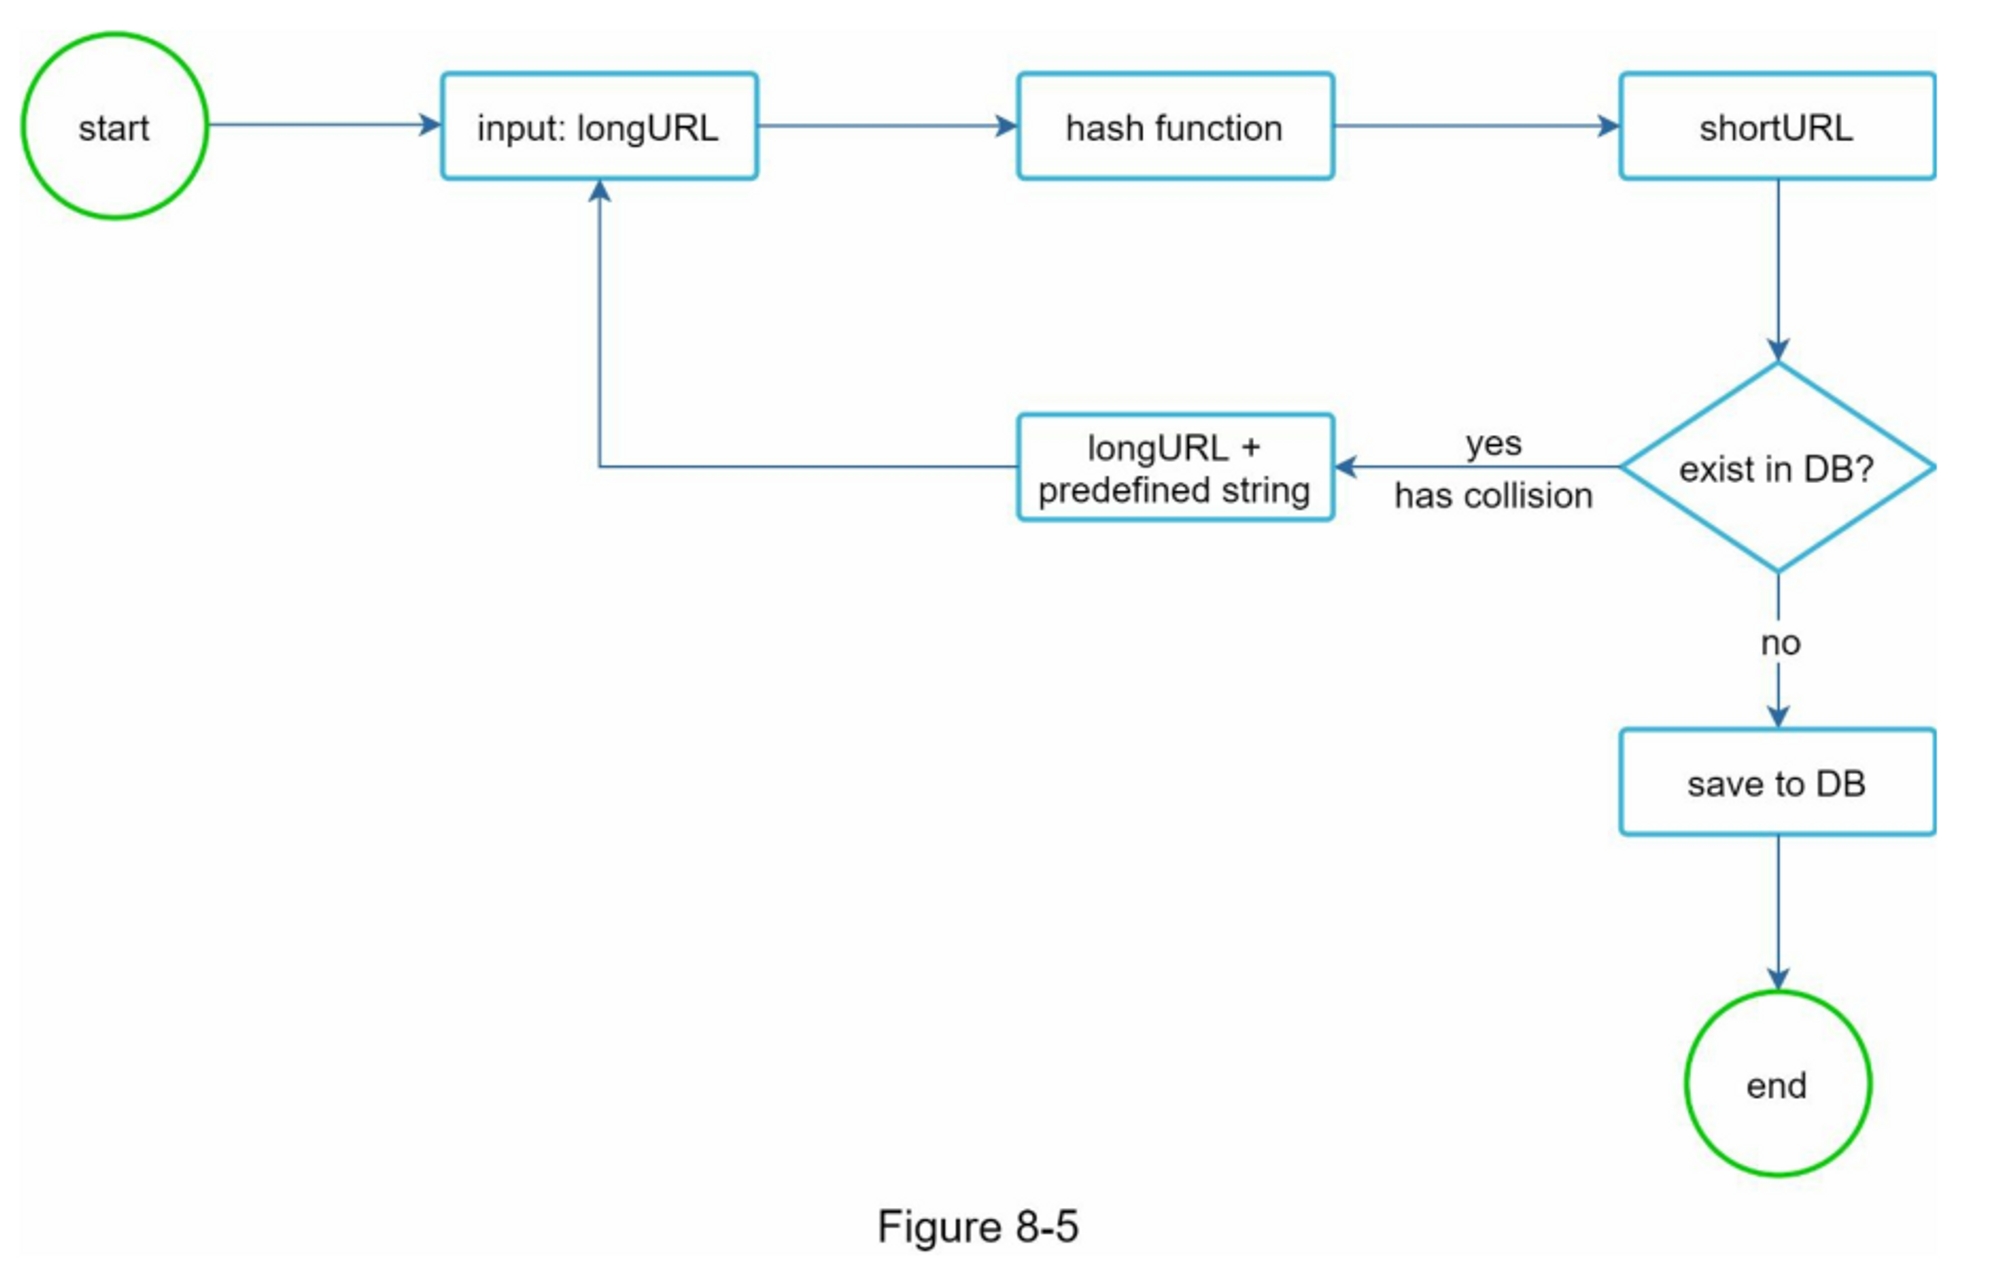 start
input: longURL
hash function
shortURL
longURL +
predefined string
yes
has collision
exist in DB?
no
save to DB
end
Figure 8-5